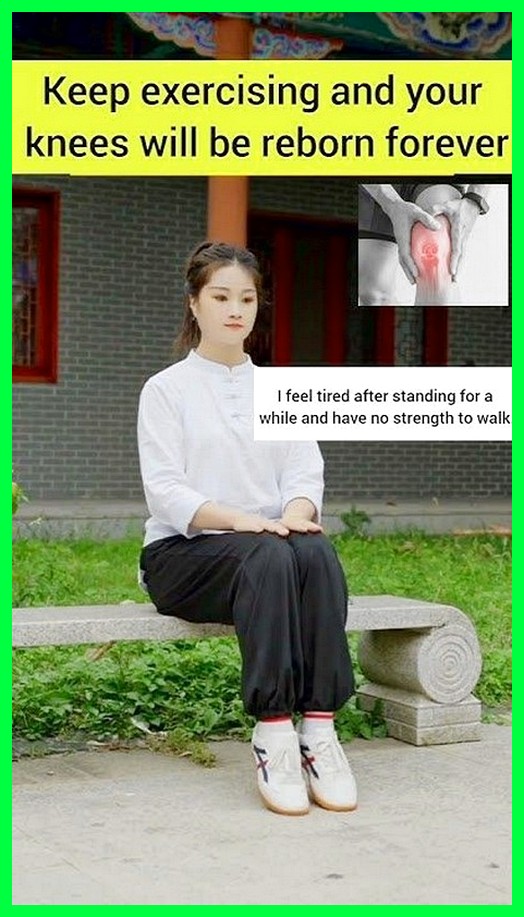 Keep exercising and your
knees will be reborn forever
I feel tired after standing for a
while and have no strength to walk